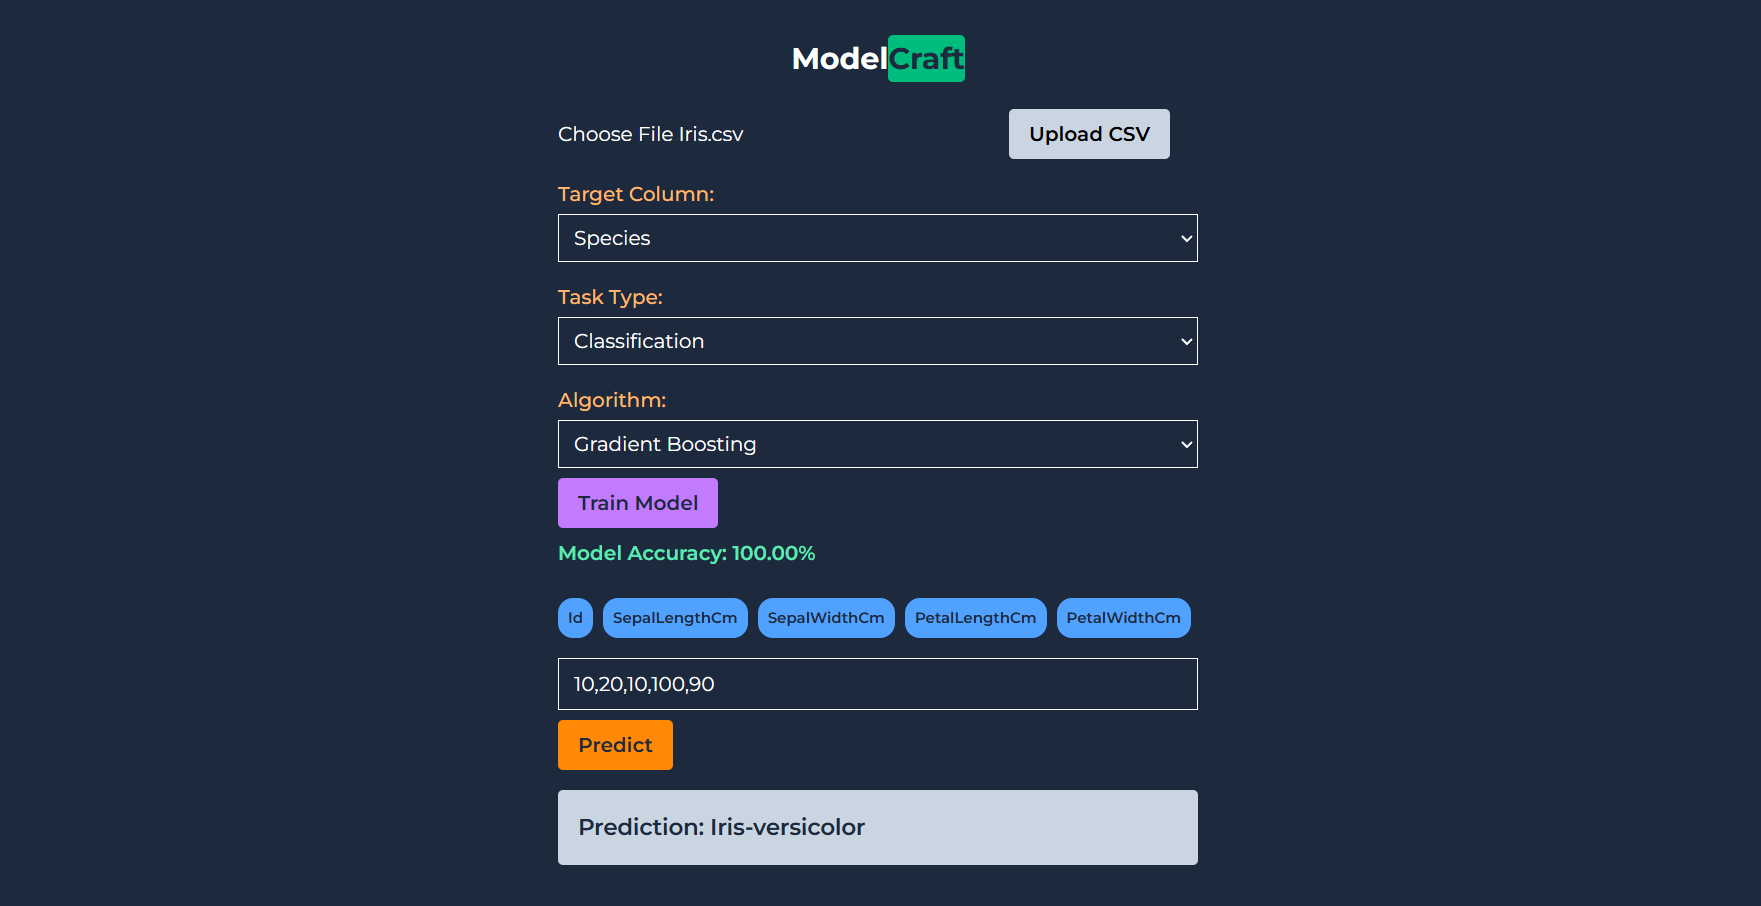 ModelCraft
Choose File Iris.csv
Upload CSV
Target Column:
Species
Task Type:
Classification
Algorithm:
Gradient Boosting
Train Model
Model Accuracy: 100.00%
Id SepalLengthCm SepalWidthCm PetalLengthCm PetalWidthCm
10,20,10,100,90
Predict
Prediction: Iris-versicolor